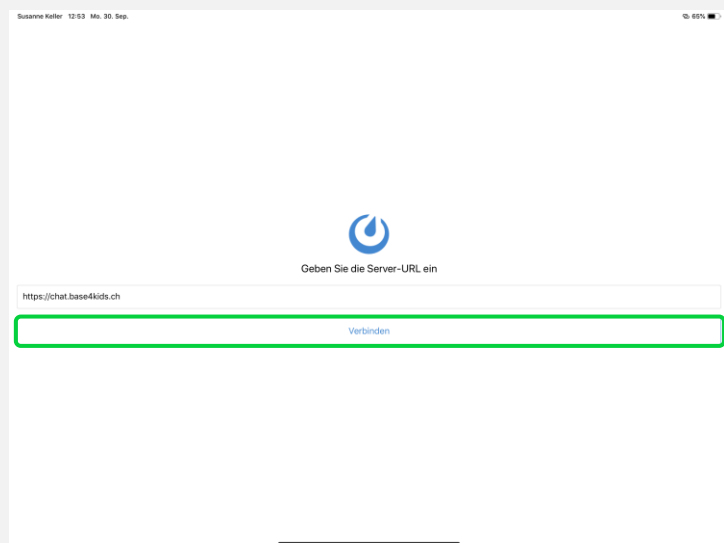 Susanne Keller 12:53 Mo. 30. Sep. 65%
Geben Sie die Server-URL ein
https://chat.base4kids.ch
Verbinden